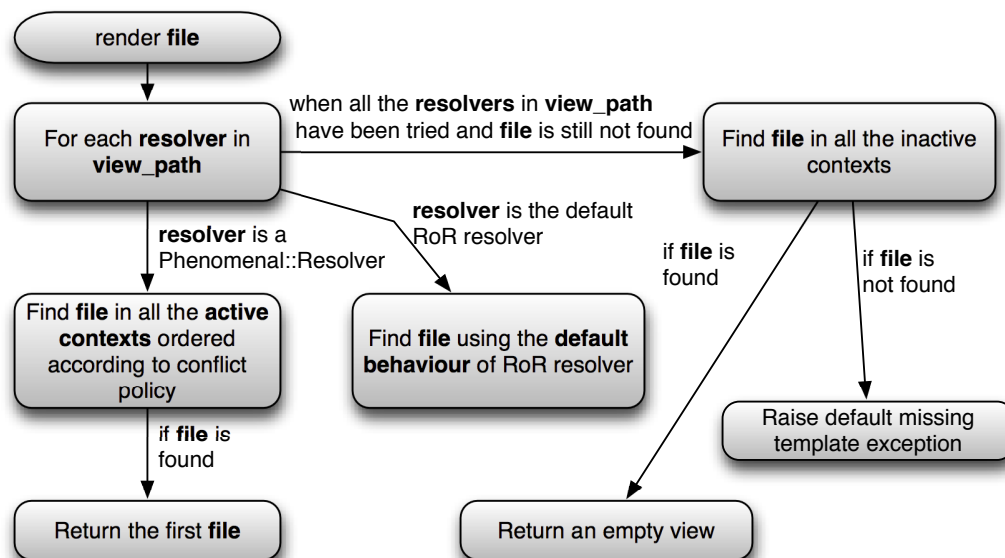 render file
For each resolver in
view_path
when all the resolvers in view_path
have been tried and file is still not found
Find file in all the inactive
contexts
resolver is a
Phenomenal::Resolver
resolver is the default
RoR resolver
if file is
found
if file is
not found
Find file in all the active
contexts ordered
according to conflict
policy
Find file using the default
behaviour of RoR resolver
Raise default missing
template exception
if file is
found
Return the first file
Return an empty view